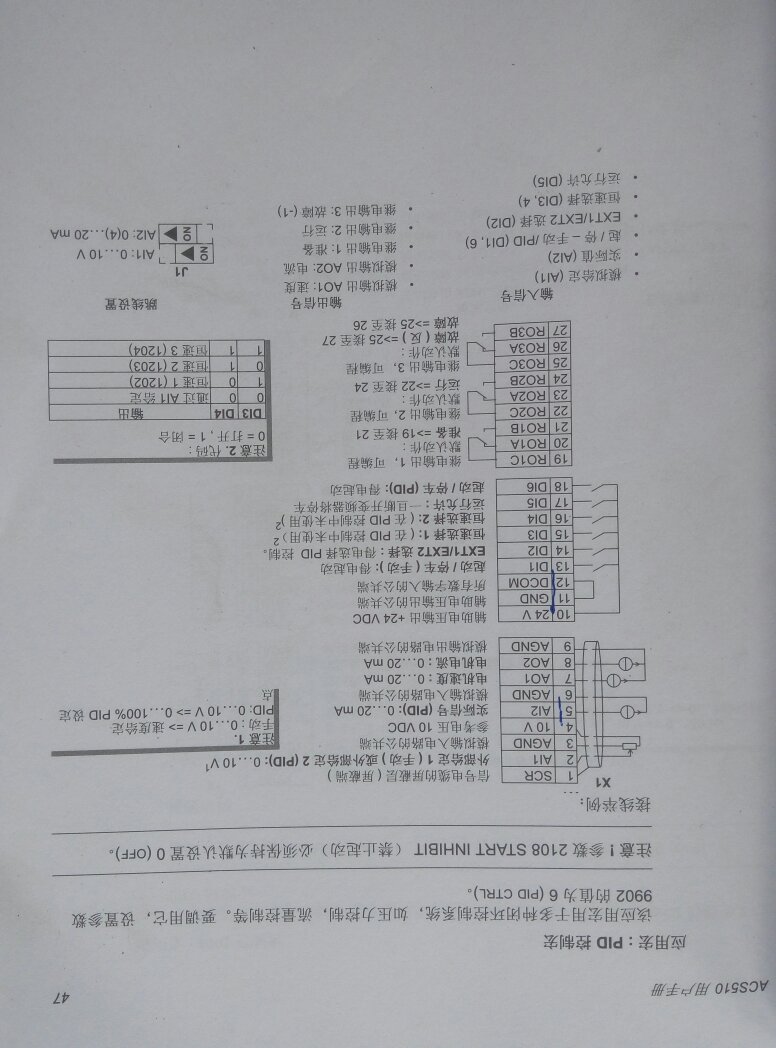 ACS510 用户手册
47
应用宏：PID 控制宏
该应用宏用于多种闭环控制系统，如压力控制，流量控制等。要调用它，设置参数
9902 的值为 6 (PID CTRL)。
注意！参数 2108 START INHIBIT （禁止起动）必须保持为默认设置 0 (OFF)。
接线举例：
...
X1
1 SCR 信号电缆的屏蔽层 ( 屏蔽端 )
2 AI1 外部给定 1 ( 手动 ) 或外部给定 2 (PID): 0…10 V¹
3 AGND 模拟输入电路的公共端
4 10 V 参考电压 10 VDC
5 AI2 实际信号 (PID): 0…20 mA
6 AGND 模拟输入电路的公共端
7 AO1 电机速度：0…20 mA
8 AO2 电机电流：0…20 mA
9 AGND 模拟输出电路的公共端
注意 1.
手动：0…10 V => 速度给定
PID: 0…10 V => 0…100% PID 设定
点
10 24 V 辅助电压输出 +24 VDC
11 GND 辅助电压输出的公共端
12 DCOM 所有数字输入的公共端
13 DI1 起动 / 停车 ( 手动 )：得电起动
14 DI2 EXT1/EXT2 选择：得电选择 PID 控制。
15 DI3 恒速选择 1：( 在 PID 控制中未使用 )²
16 DI4 恒速选择 2：( 在 PID 控制中未使用 )²
17 DI5 运行允许：一旦断开变频器将停车
18 DI6 起动 / 停车 (PID)：得电起动
19 RO1C 继电输出 1，可编程
20 RO1A 默认动作：
21 RO1B 准备 =>19 接至 21
22 RO2C 继电输出 2，可编程
23 RO2A 默认动作：
24 RO2B 运行 =>22 接至 24
25 RO3C 继电输出 3，可编程
26 RO3A 默认动作：
27 RO3B 故障 ( 反 ) =>25 接至 27
故障 =>25 接至 26
注意 2. 代码：
0 = 打开，1 = 闭合
DI3 DI4 输出
0 0 通过 AI1 给定
1 0 恒速 1 (1202)
0 1 恒速 2 (1203)
1 1 恒速 3 (1204)
输入信号
• 模拟给定 (AI1)
• 实际值 (AI2)
• 起 / 停 – 手动 /PID (DI1, 6)
• EXT1/EXT2 选择 (DI2)
• 恒速选择 (DI3, 4)
• 运行允许 (DI5)
输出信号
• 模拟输出 AO1: 速度
• 模拟输出 AO2: 电流
• 继电输出 1: 准备
• 继电输出 2: 运行
• 继电输出 3: 故障 (-1)
跳线设置
J1
ON AI1: 0…10 V
ON AI2: 0(4)…20 mA